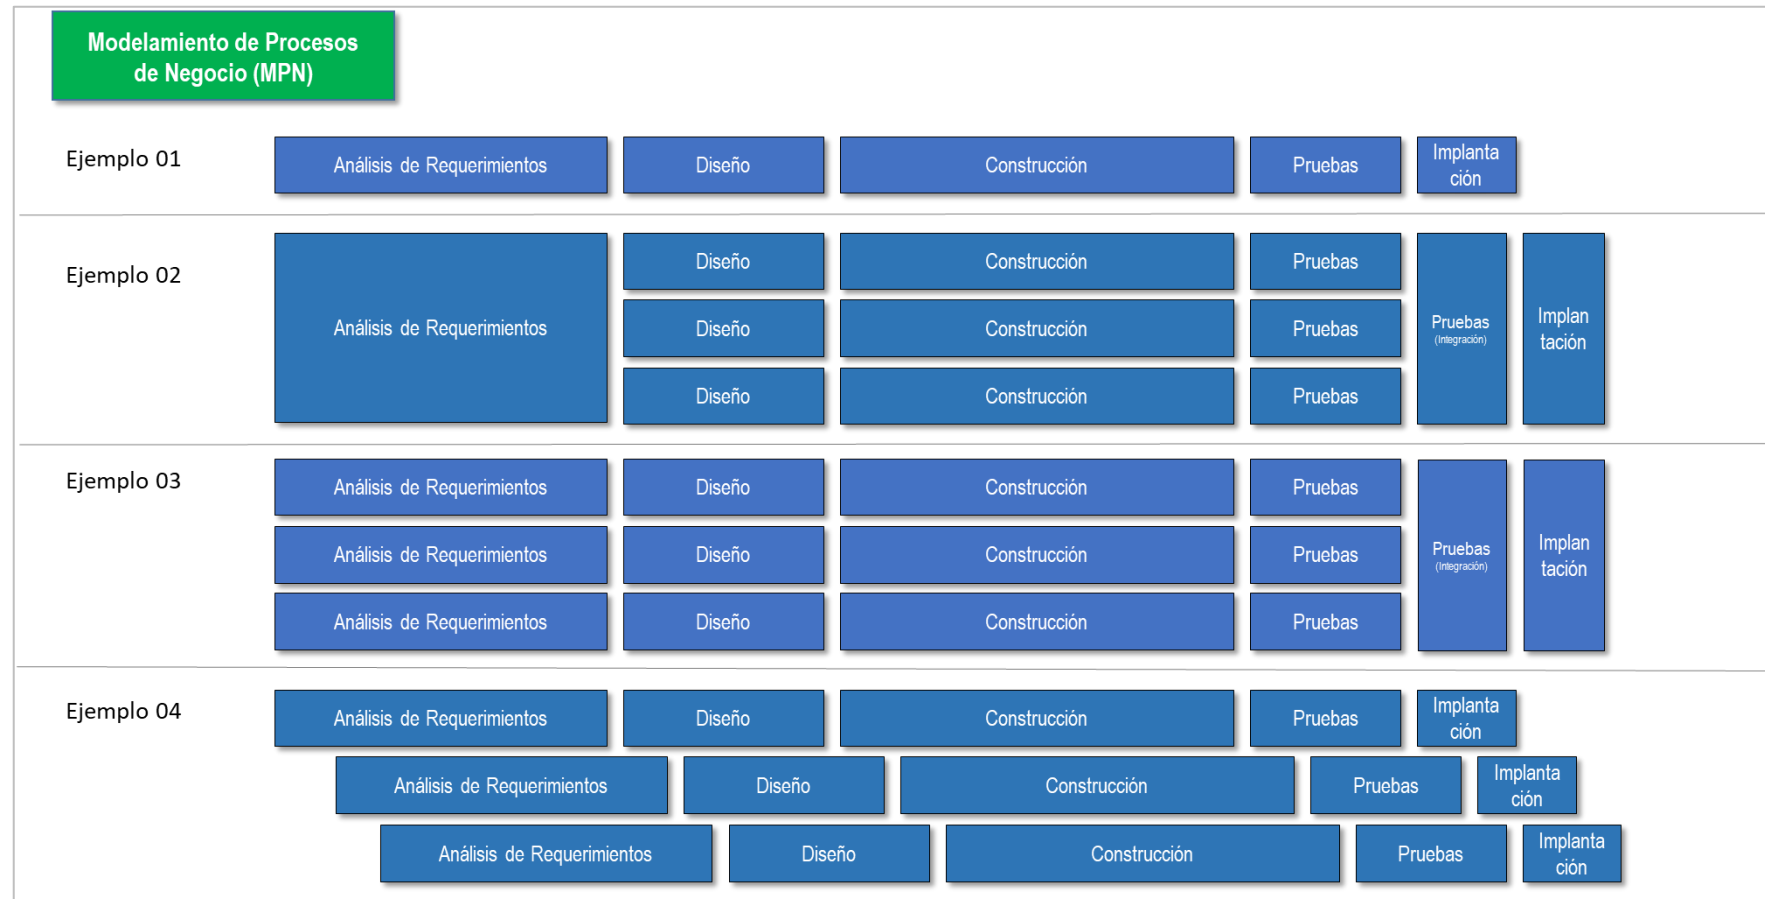 Modelamiento de Procesos
de Negocio (MPN)
Ejemplo 01
Análisis de Requerimientos
Diseño
Construcción
Pruebas
Implanta
ción
Ejemplo 02
Análisis de Requerimientos
Diseño
Construcción
Pruebas
Diseño
Construcción
Pruebas
Diseño
Construcción
Pruebas
Pruebas
(Integración)
Implan
tación
Ejemplo 03
Análisis de Requerimientos
Diseño
Construcción
Pruebas
Análisis de Requerimientos
Diseño
Construcción
Pruebas
Análisis de Requerimientos
Diseño
Construcción
Pruebas
Pruebas
(Integración)
Implan
tación
Ejemplo 04
Análisis de Requerimientos
Diseño
Construcción
Pruebas
Implanta
ción
Análisis de Requerimientos
Diseño
Construcción
Pruebas
Implanta
ción
Análisis de Requerimientos
Diseño
Construcción
Pruebas
Implanta
ción